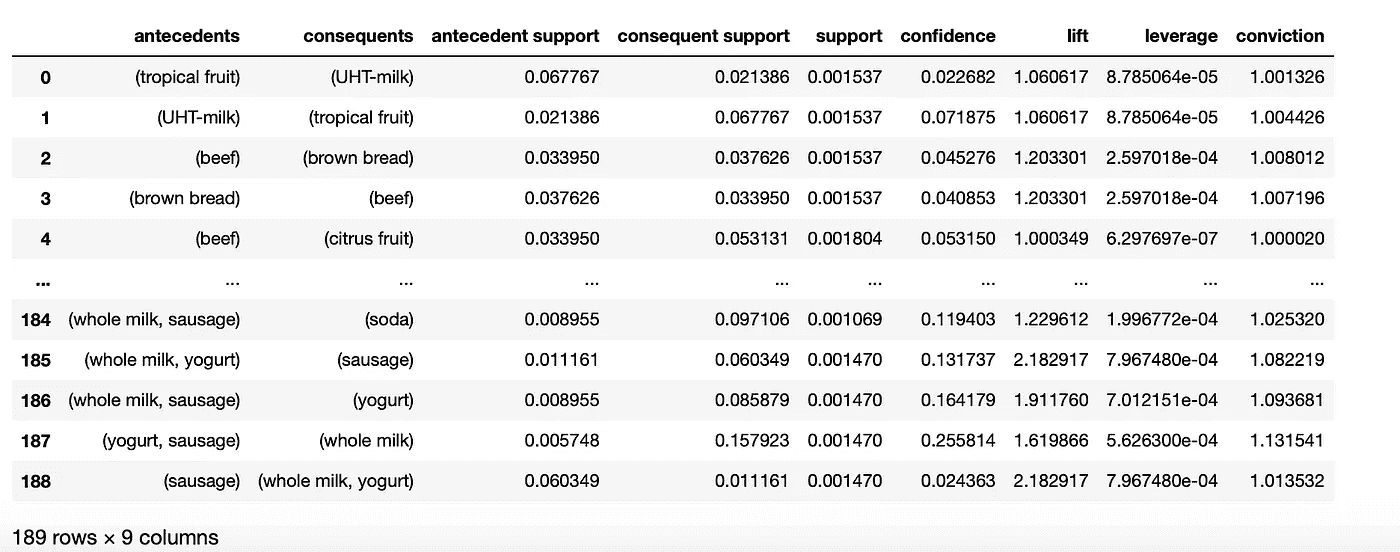 antecedents consequents antecedent support consequent support support confidence lift leverage conviction
0 (tropical fruit) (UHT-milk) 0.067767 0.021386 0.001537 0.022682 1.060617 8.785064e-05 1.001326
1 (UHT-milk) (tropical fruit) 0.021386 0.067767 0.001537 0.071875 1.060617 8.785064e-05 1.004426
2 (beef) (brown bread) 0.033950 0.037626 0.001537 0.045276 1.203301 2.597018e-04 1.008012
3 (brown bread) (beef) 0.037626 0.033950 0.001537 0.040853 1.203301 2.597018e-04 1.007196
4 (beef) (citrus fruit) 0.033950 0.053131 0.001804 0.053150 1.000349 6.297697e-07 1.000020
... ... ... ... ... ... ... ... ... ...
184 (whole milk, sausage) (soda) 0.008955 0.097106 0.001069 0.119403 1.229612 1.996772e-04 1.025320
185 (whole milk, yogurt) (sausage) 0.011161 0.060349 0.001470 0.131737 2.182917 7.967480e-04 1.082219
186 (whole milk, sausage) (yogurt) 0.008955 0.085879 0.001470 0.164179 1.911760 7.012151e-04 1.093681
187 (yogurt, sausage) (whole milk) 0.005748 0.157923 0.001470 0.255814 1.619866 5.626300e-04 1.131541
188 (sausage) (whole milk, yogurt) 0.060349 0.011161 0.001470 0.024363 2.182917 7.967480e-04 1.013532
189 rows × 9 columns